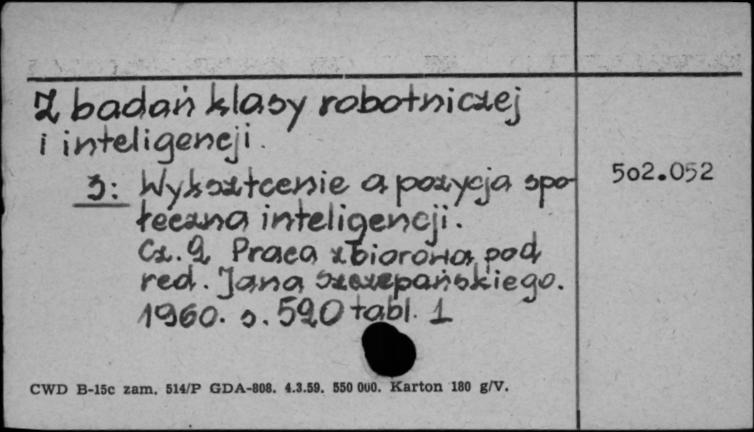 Z badań klasy robotniczej
i inteligencji.
3: Wykształcenie a pozycja spo-
łeczna inteligencji.
Cz. 2 Praca zbiorowa pod
red. Jana Szczepańskiego.
1960. s. 520 tabl. 1
502.052
CWD B-15c zam. 514/P GDA-808. 4.3.59. 550 000. Karton 180 g/V.